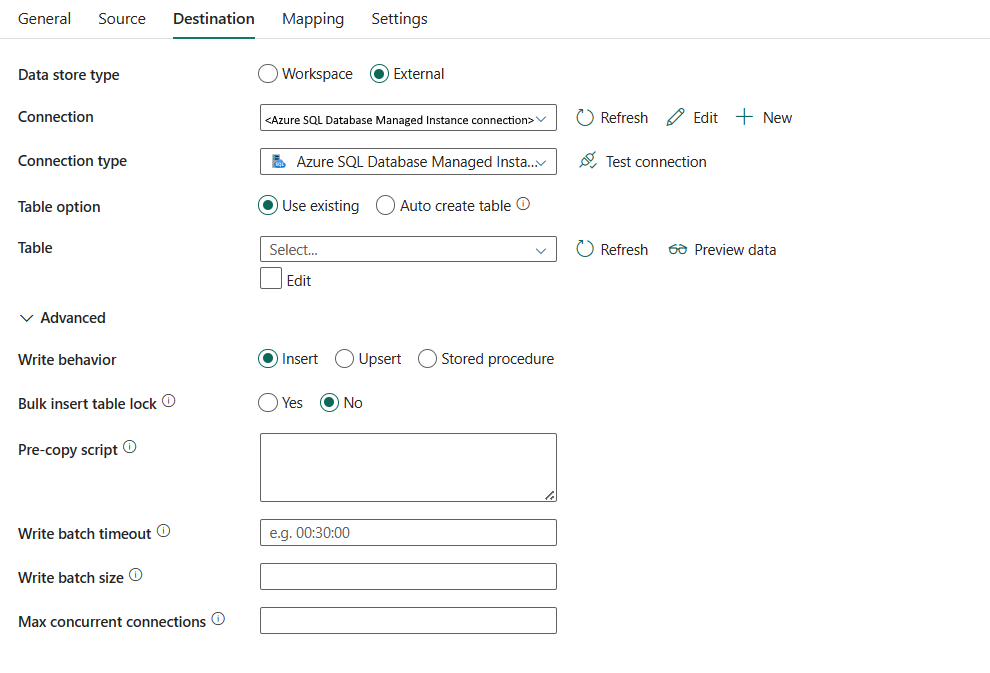 General Source Destination Mapping Settings
Data store type Workspace External
Connection <Azure SQL Database Managed Instance connection> Refresh Edit New
Connection type Azure SQL Database Managed Insta... Test connection
Table option Use existing Auto create table
Table Select... Refresh Preview data
Edit
Advanced
Write behavior Insert Upsert Stored procedure
Bulk insert table lock Yes No
Pre-copy script
Write batch timeout e.g. 00:30:00
Write batch size
Max concurrent connections